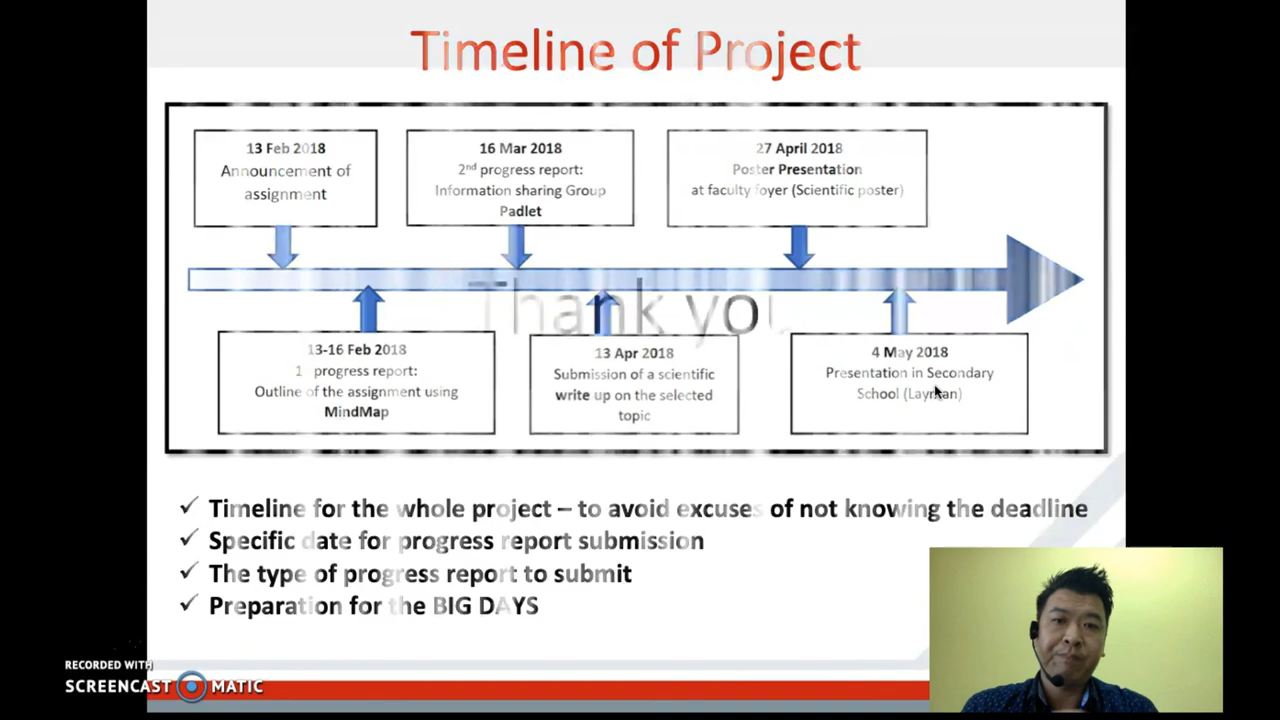 Timeline of Project
13 Feb 2018
Announcement of
assignment
16 Mar 2018
2nd progress report:
Information sharing Group
Padlet
27 April 2018
Poster Presentation
at faculty foyer (Scientific poster)
Thank you
13-16 Feb 2018
1 progress report:
Outline of the assignment using
MindMap
13 Apr 2018
Submission of a scientific
write up on the selected
topic
4 May 2018
Presentation in Secondary
School (Layman)
✓ Timeline for the whole project – to avoid excuses of not knowing the deadline
✓ Specific date for progress report submission
✓ The type of progress report to submit
✓ Preparation for the BIG DAYS
RECORDED WITH
SCREENCAST MATIC